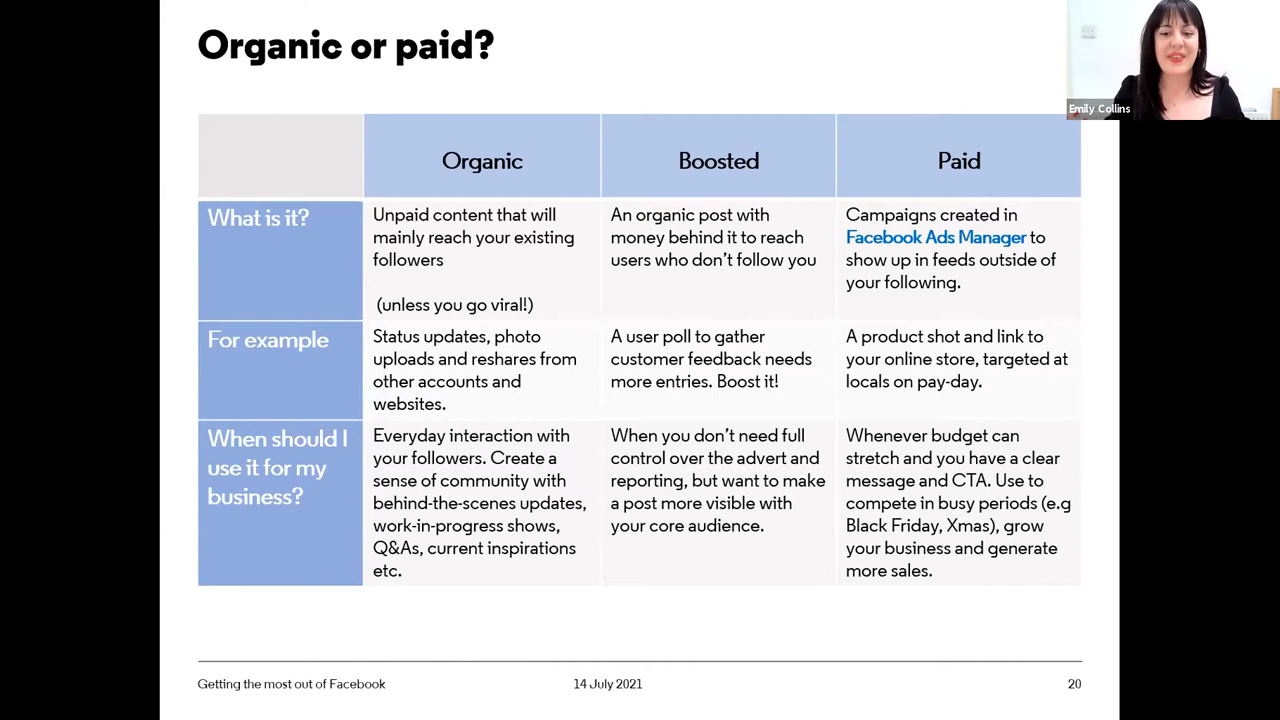 Organic or paid?
Emily Collins
Organic
Boosted
Paid
What is it?
Unpaid content that will
mainly reach your existing
followers
(unless you go viral!)
An organic post with
money behind it to reach
users who don't follow you
Campaigns created in
Facebook Ads Manager to
show up in feeds outside of
your following.
For example
Status updates, photo
uploads and reshares from
other accounts and
websites.
A user poll to gather
customer feedback needs
more entries. Boost it!
A product shot and link to
your online store, targeted at
locals on pay-day.
When should I
use it for my
business?
Everyday interaction with
your followers. Create a
sense of community with
behind-the-scenes updates,
work-in-progress shows,
Q&As, current inspirations
etc.
When you don't need full
control over the advert and
reporting, but want to make
a post more visible with
your core audience.
Whenever budget can
stretch and you have a clear
message and CTA. Use to
compete in busy periods (e.g
Black Friday, Xmas), grow
your business and generate
more sales.
Getting the most out of Facebook
14 July 2021
20